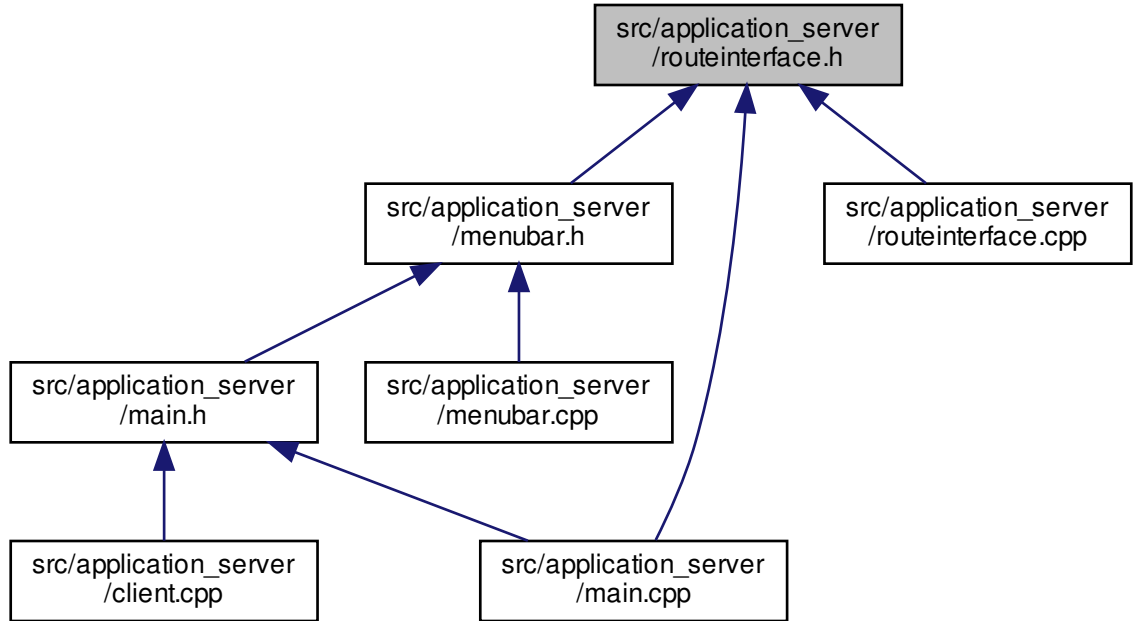 src/application_server
/routeinterface.h
src/application_server
/menubar.h
src/application_server
/routeinterface.cpp
src/application_server
/main.h
src/application_server
/menubar.cpp
src/application_server
/client.cpp
src/application_server
/main.cpp